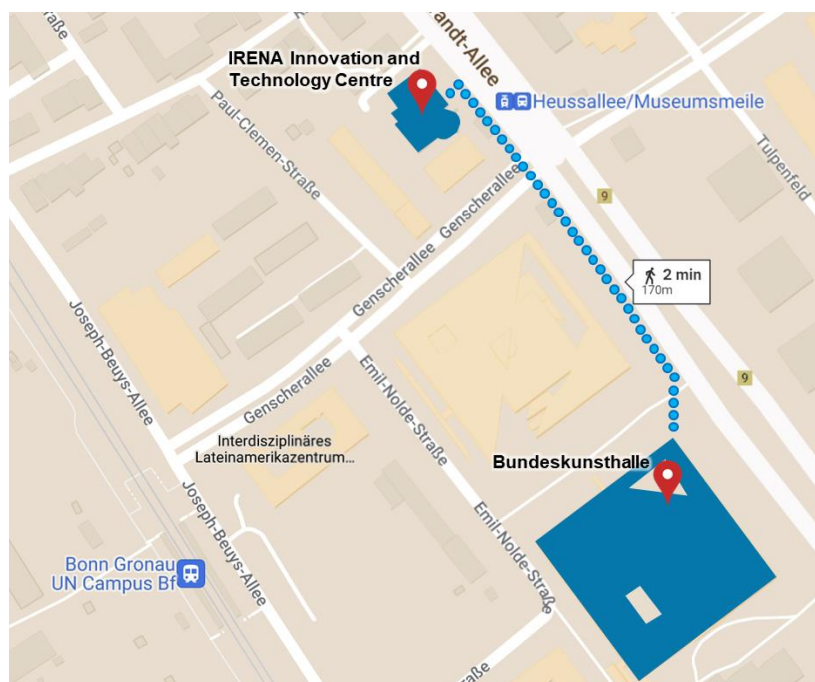 andt-Allee
IRENA Innovation and
Technology Centre
Heussallee/Museumsmeile
Paul-Clemen-Straße
Tulpenfeld
Genscherallee
9
2 min
170m
Genscherallee
Joseph-Beuys-Allee
9
Genscherallee
Emil-Nolde-Straße
Interdisziplinäres
Lateinamerikazentrum...
Bundeskunsthalle
Joseph-Beuys-Allee
Emil-Nolde-Straße
Bonn Gronau
UN Campus Bf
straße